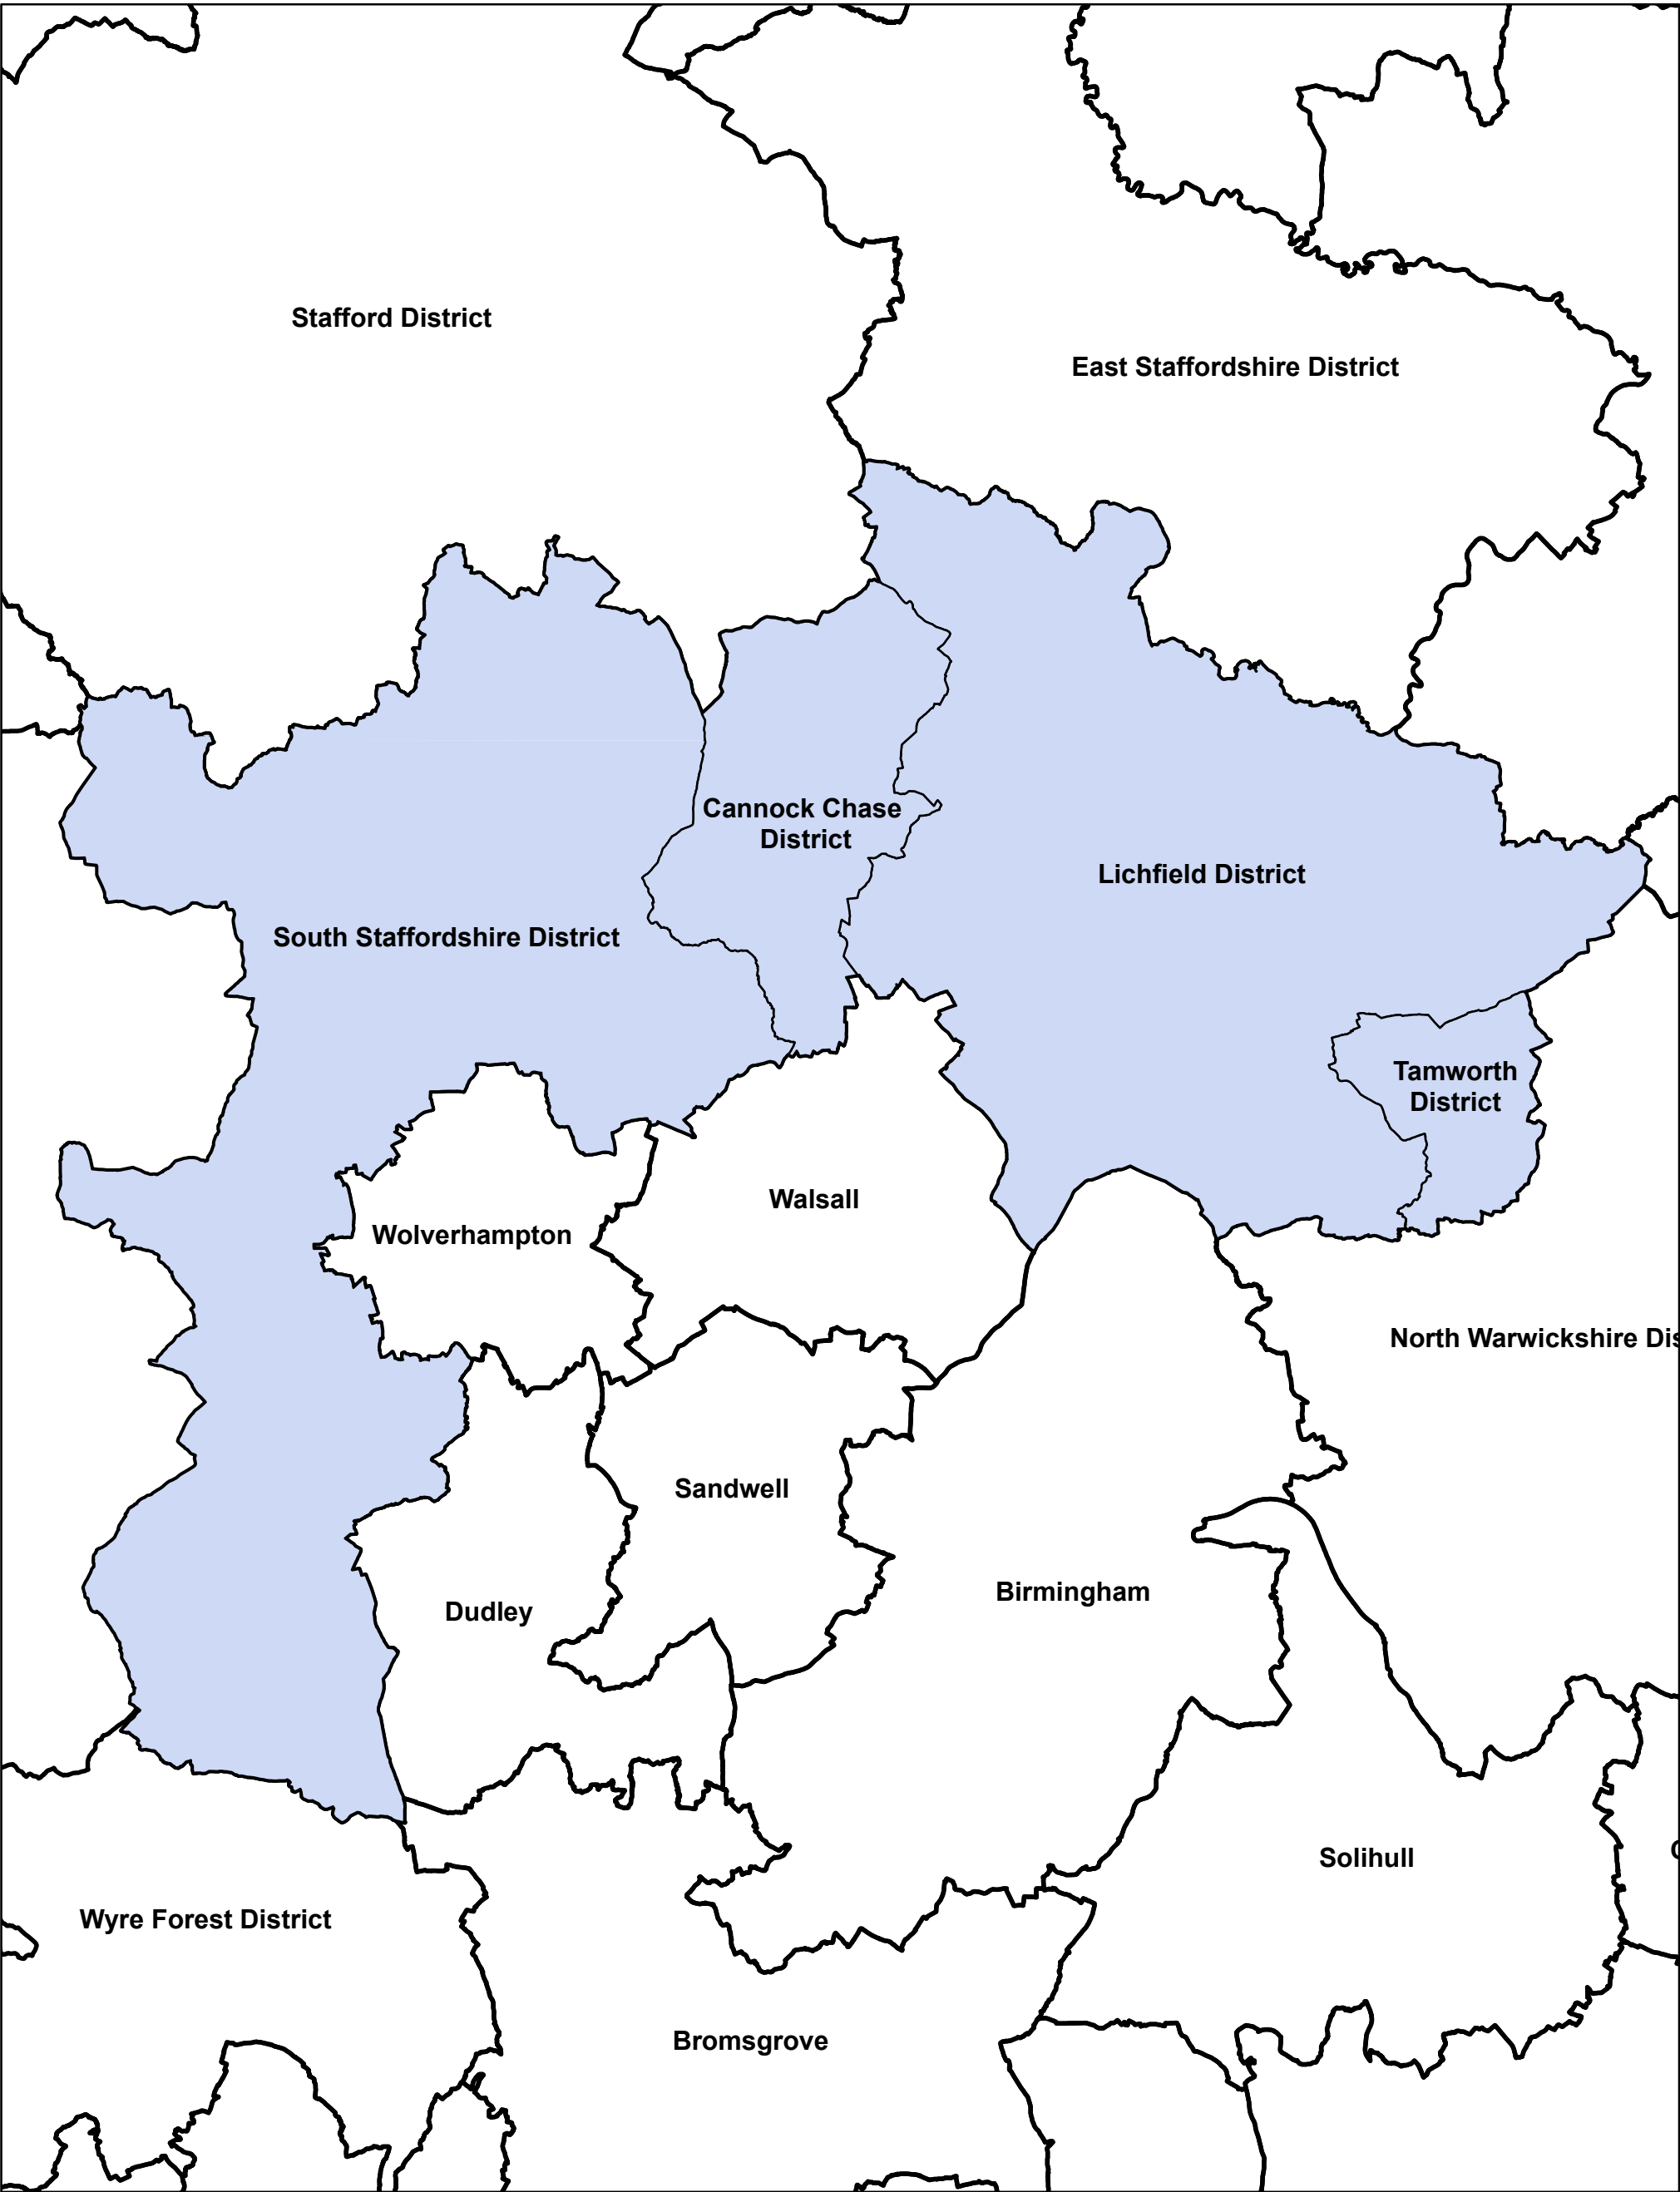 Stafford District
East Staffordshire District
Cannock Chase
District
Lichfield District
South Staffordshire District
Tamworth
District
Walsall
Wolverhampton
North Warwickshire Dis
Sandwell
Birmingham
Dudley
Solihull
Wyre Forest District
Bromsgrove